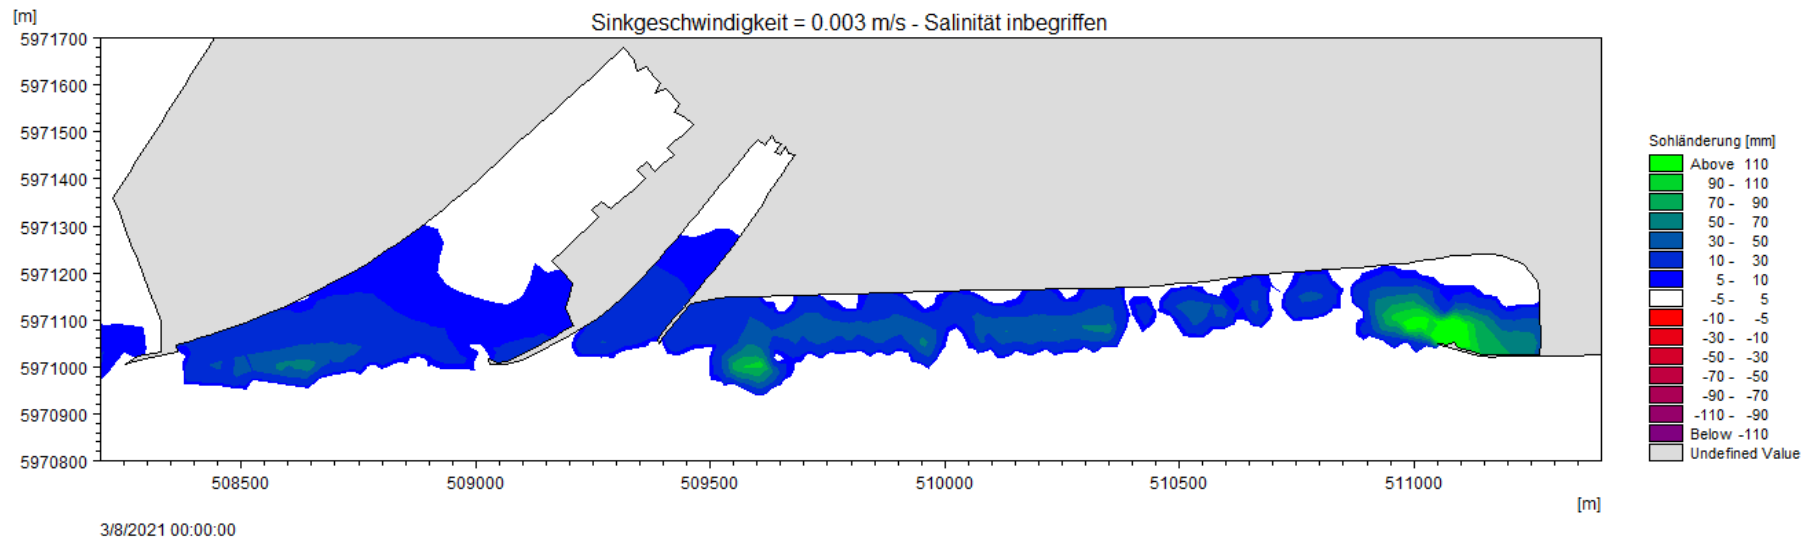 [m]
Sinkgeschwindigkeit = 0.003 m/s - Salinität inbegriffen
5971700
5971600
5971500
5971400
5971300
5971200
5971100
5971000
5970900
5970800
508500 509000 509500 510000 510500 511000
[m]
3/8/2021 00:00:00
Sohländerung [mm]
Above 110
90 - 110
70 - 90
50 - 70
30 - 50
10 - 30
5 - 10
-5 - 5
-10 - -5
-30 - -10
-50 - -30
-70 - -50
-90 - -70
-110 - -90
Below -110
Undefined Value